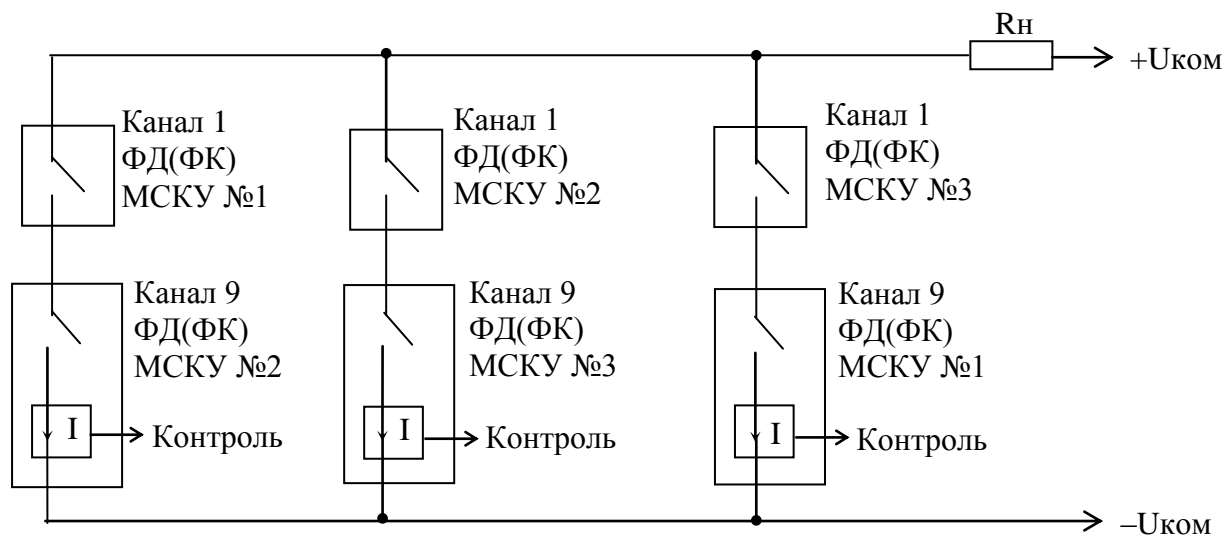 Rн
+Uком
Канал 1
ФД(ФК)
МСКУ №1
Канал 1
ФД(ФК)
МСКУ №2
Канал 1
ФД(ФК)
МСКУ №3
Канал 9
ФД(ФК)
МСКУ №2
Канал 9
ФД(ФК)
МСКУ №3
Канал 9
ФД(ФК)
МСКУ №1
I
Контроль
I
Контроль
I
Контроль
–Uком